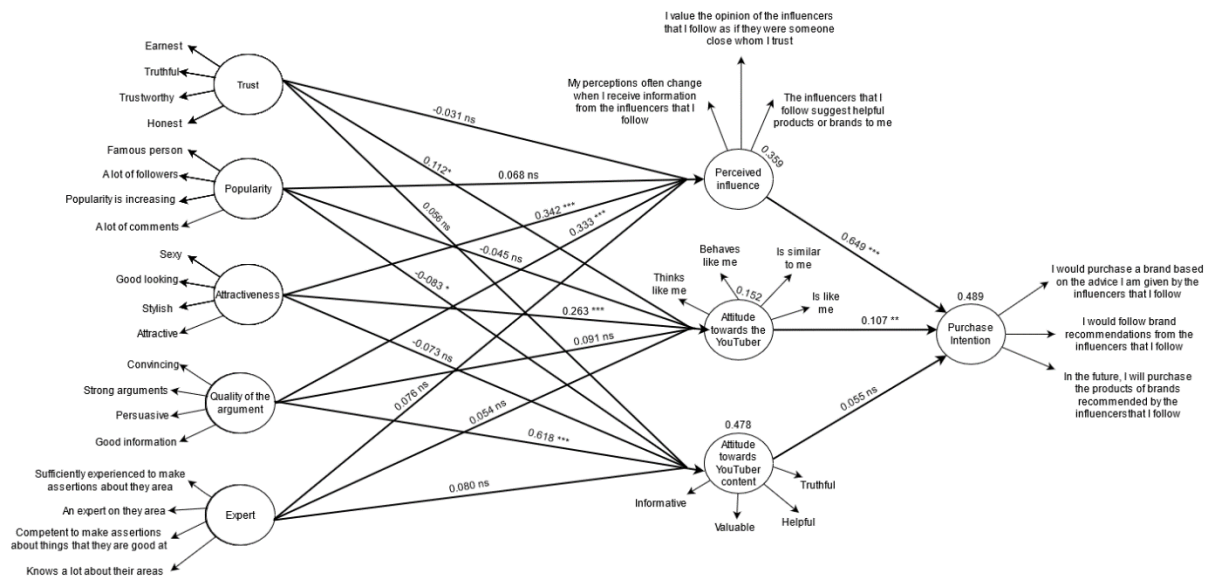 I value the opinion of the influencers
that I follow as if they were someone
close whom I trust
My perceptions often change
when I receive information
from the influencers that I
follow
The influencers that I
follow suggest helpful
products or brands to me
Earnest
Truthful
Trustworthy
Honest
Trust
Famous person
A lot of followers
Popularity is increasing
A lot of comments
Popularity
Sexy
Good looking
Stylish
Attractive
Attractiveness
Convincing
Strong arguments
Persuasive
Good information
Quality of the
argument
Sufficiently experienced to make
assertions about they area
An expert on they area
Competent to make assertions
about things that they are good at
Knows a lot about their areas
Expert
-0.031 ns
0.112*
0.056 ns
0.068 ns
-0.045 ns
-0-083 *
0.342 ***
0.263 ***
-0.073 ns
0.333 ***
0.091 ns
0.618 ***
0.076 ns
0.054 ns
0.080 ns
0.359
Perceived
influence
Behaves
like me
Is similar
to me
Thinks
like me
Is like
me
0.152
Attitude
towards the
YouTuber
0.478
Attitude
towards
YouTuber
content
Informative
Valuable
Helpful
Truthful
0.649 ***
0.107 **
0.055 ns
0.489
Purchase
Intention
I would purchase a brand based
on the advice I am given by the
influencers that I follow
I would follow brand
recommendations from the
influencers that I follow
In the future, I will purchase
the products of brands
recommended by the
influencers that I follow